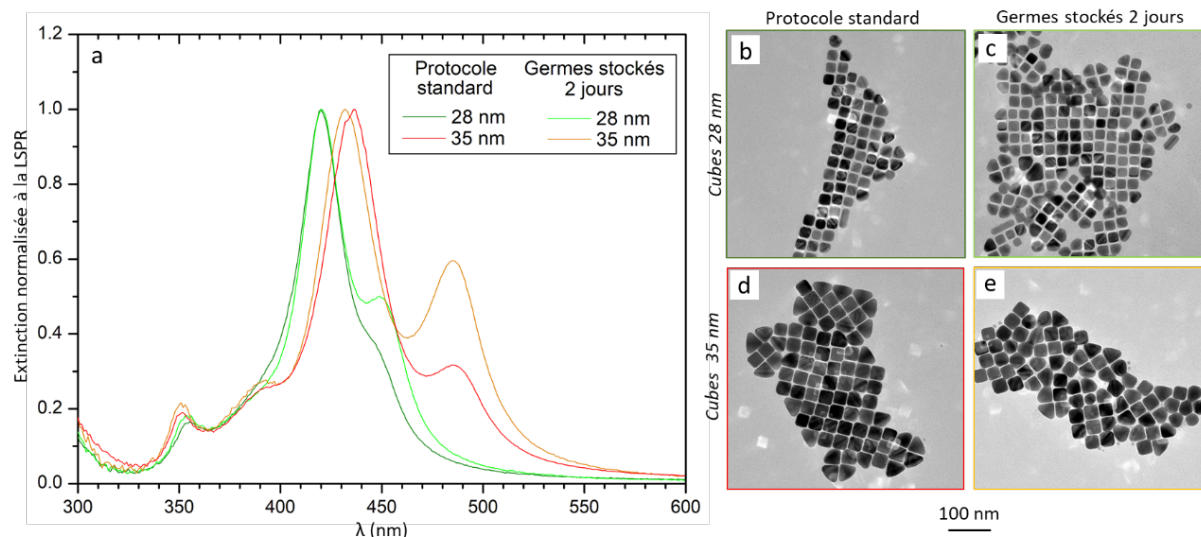 Protocole standard
Germes stockés 2 jours
a
Protocole standard
Germes stockés 2 jours
28 nm
28 nm
35 nm
35 nm
Extinction normalisée à la LSPR
1.2
1.0
0.8
0.6
0.4
0.2
0.0
300 350 400 450 500 550 600
λ (nm)
Cubes 28 nm
b
c
Cubes 35 nm
d
e
100 nm